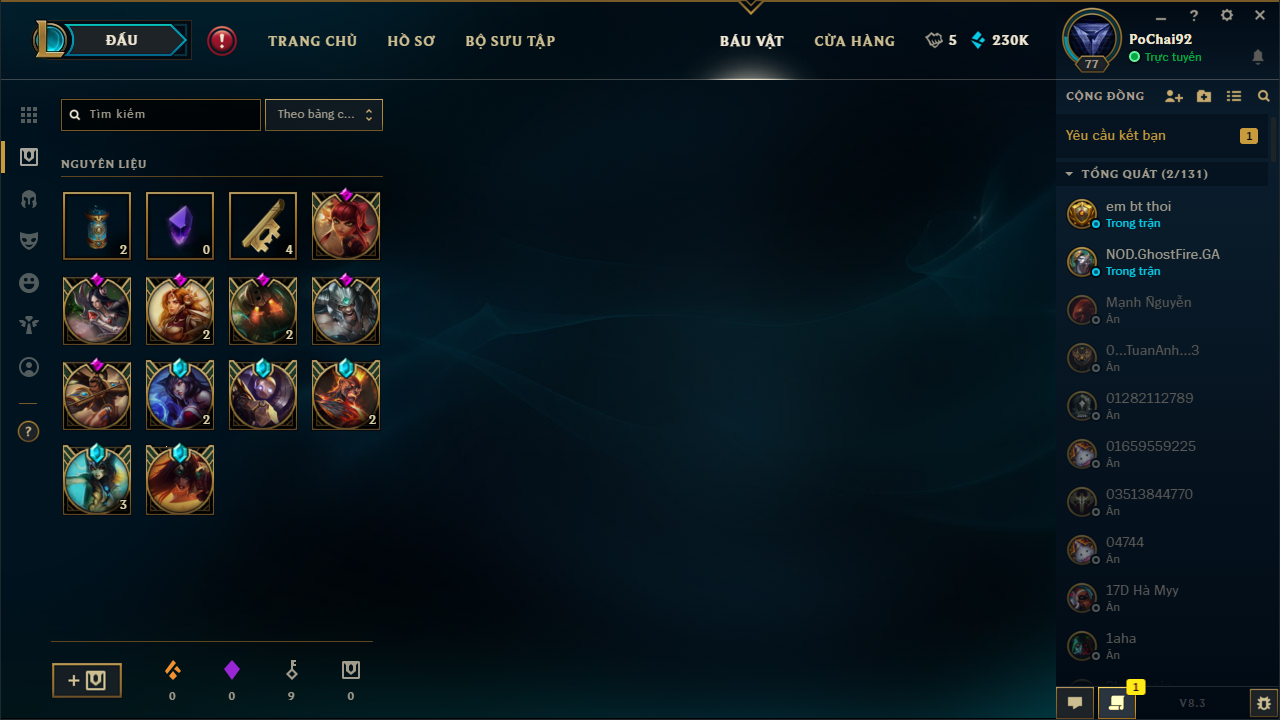 ĐẤU
TRANG CHỦ
HỒ SƠ
BỘ SƯU TẬP
BÁU VẬT
CỬA HÀNG
5
230K
77
PoChai92
Trực tuyến
CỘNG ĐỒNG
Tìm kiếm
Theo bảng c...
Yêu cầu kết bạn
1
NGUYÊN LIỆU
TỔNG QUÁT (2/131)
2
0
4
2
2
2
2
3
em bt thoi
Trong trận
NOD.GhostFire.GA
Trong trận
Mạnh Nguyễn
Ẩn
0...TuanAnh...3
Ẩn
01282112789
Ẩn
01659559225
Ẩn
03513844770
Ẩn
04744
Ẩn
17D Hà Myy
Ẩn
1aha
Ẩn
0
0
9
0
1
V8.3